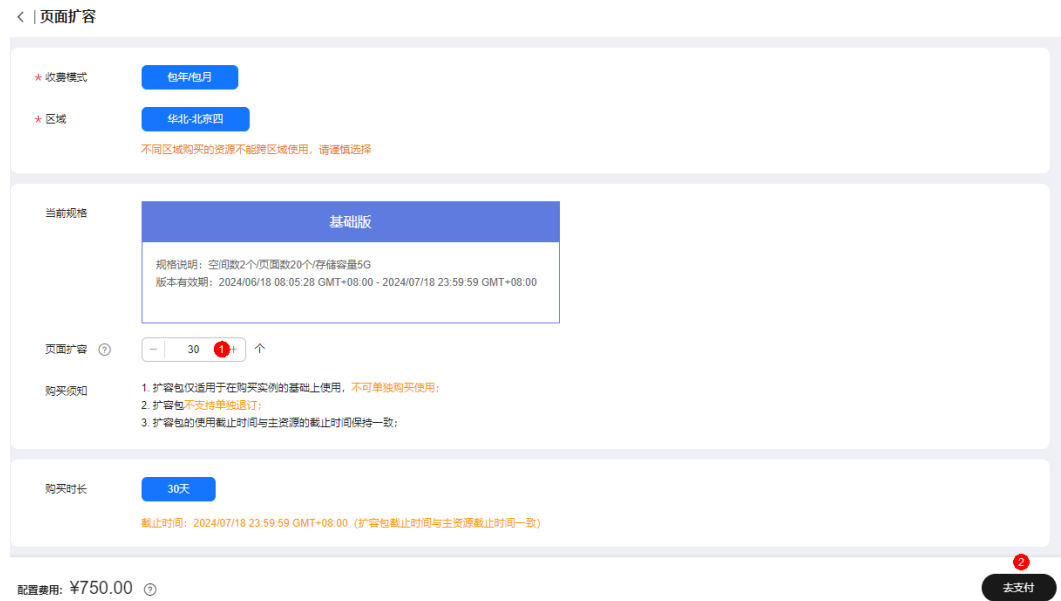 页面扩容
* 收费模式 包年/包月
* 区域 华北-北京四
不同区域购买的资源不能跨区域使用，请谨慎选择
当前规格 基础版
规格说明：空间数2个/页面数20个/存储容量5G
版本有效期：2024/06/18 08:05:28 GMT+08:00 - 2024/07/18 23:59:59 GMT+08:00
页面扩容 ? − 30 1 + 个
购买须知 1. 扩容包仅适用于在购买实例的基础上使用，不可单独购买使用；
2. 扩容包不支持单独退订；
3. 扩容包的使用截止时间与主资源的截止时间保持一致；
购买时长 30天
截止时间：2024/07/18 23:59:59 GMT+08:00（扩容包截止时间与主资源截止时间一致）
2
配置费用: ¥750.00 ? 去支付